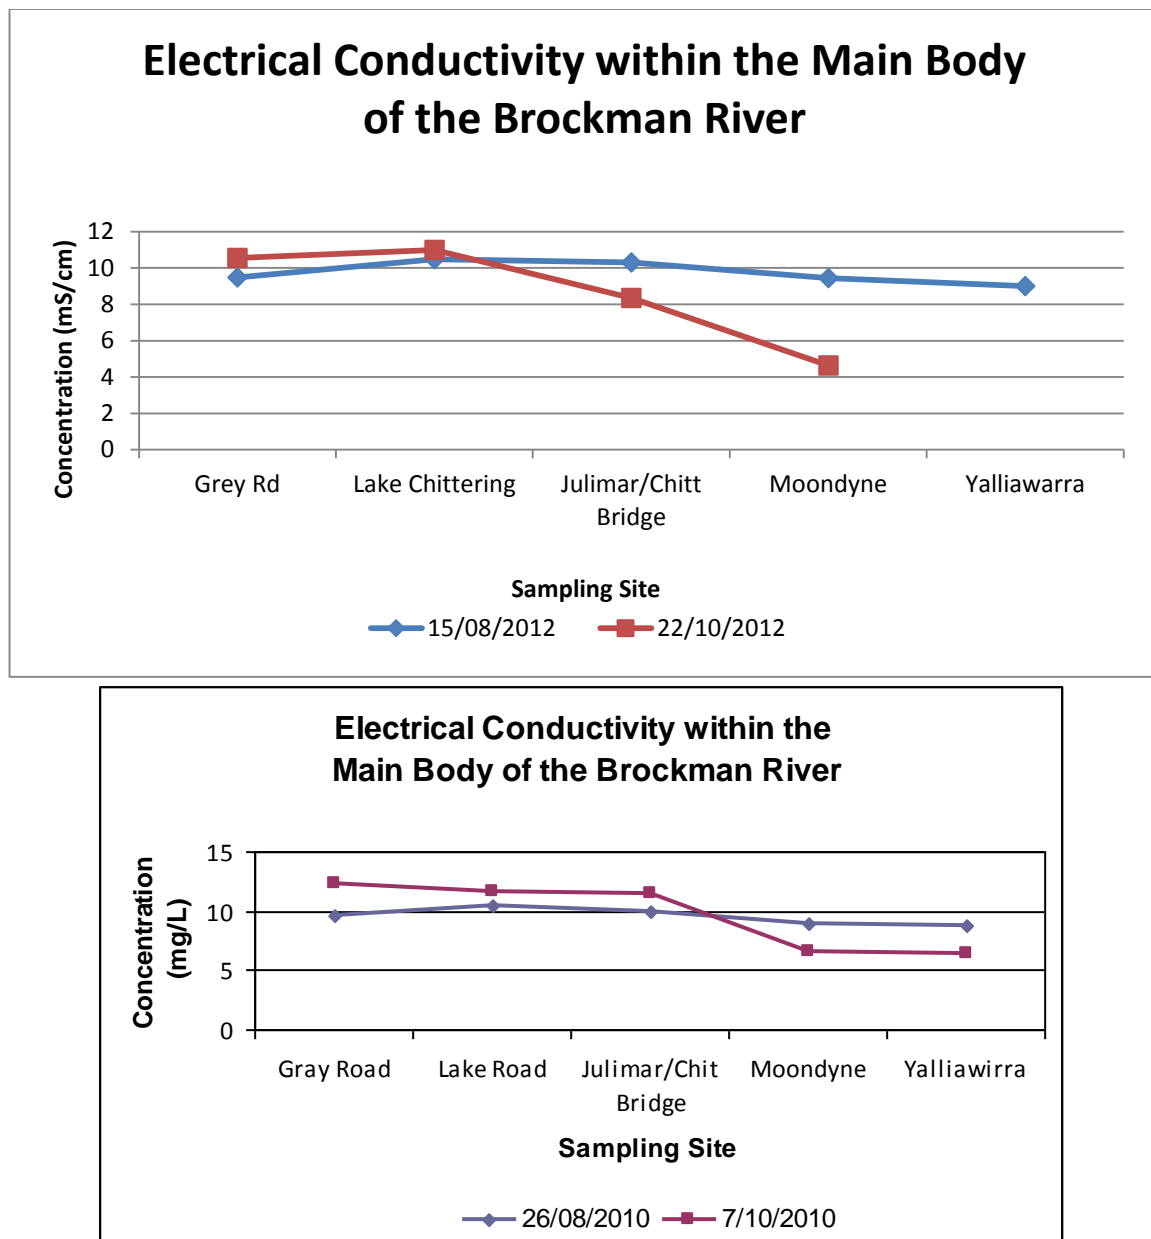 Electrical Conductivity within the Main Body
of the Brockman River
Concentration (mS/cm)
12
10
8
6
4
2
0
Grey Rd
Lake Chittering
Julimar/Chitt
Bridge
Moondyne
Yalliawarra
Sampling Site
15/08/2012
22/10/2012
Electrical Conductivity within the
Main Body of the Brockman River
Concentration
(mg/L)
15
10
5
0
Gray Road
Lake Road
Julimar/Chit
Bridge
Moondyne
Yalliawirra
Sampling Site
26/08/2010
7/10/2010